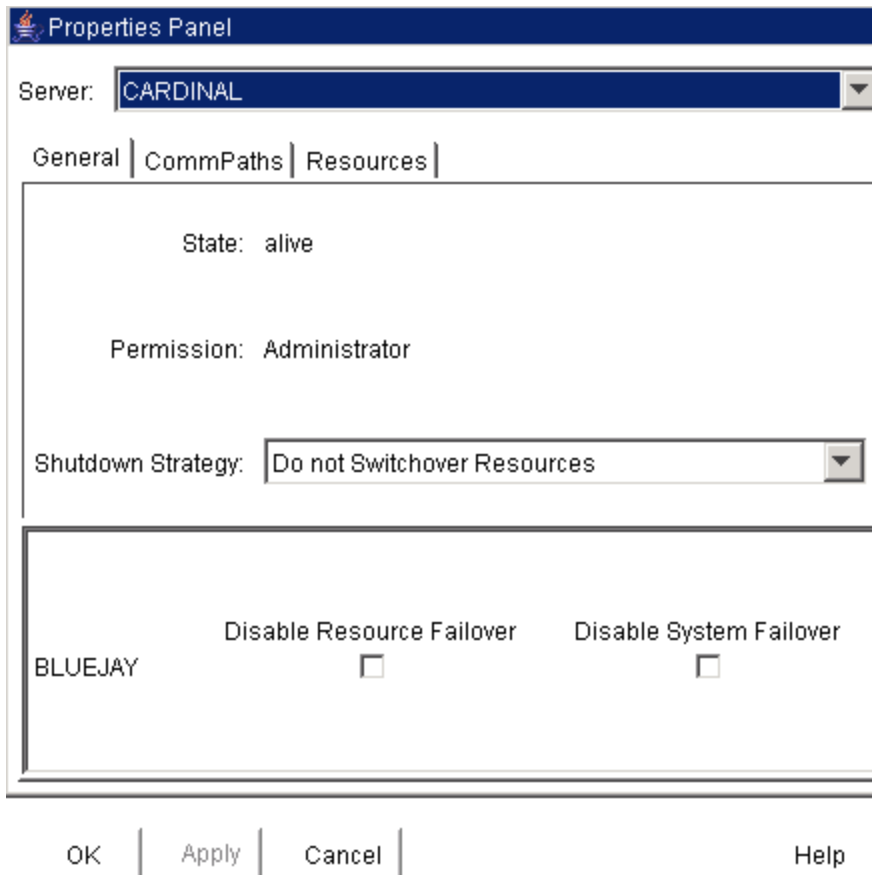 Properties Panel
Server: CARDINAL
General CommPaths Resources
State: alive
Permission: Administrator
Shutdown Strategy: Do not Switchover Resources
Disable Resource Failover Disable System Failover
BLUEJAY
OK Apply Cancel Help